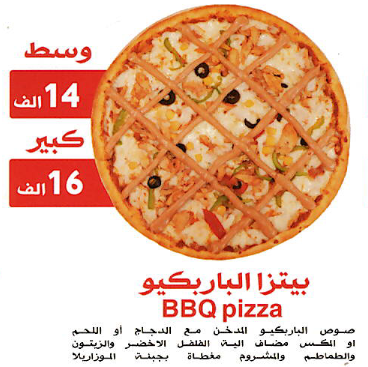 وسط
14 الف
كبير
16 الف
بيتزا الباربكيو
BBQ pizza
صوص الباربكيو المدخن مع الدجاج أو اللحم
او المكس مضاف الية الفلفل الاخضر والزيتون
والطماطم والمشروم مغطاة بجبنة الموزاريلا